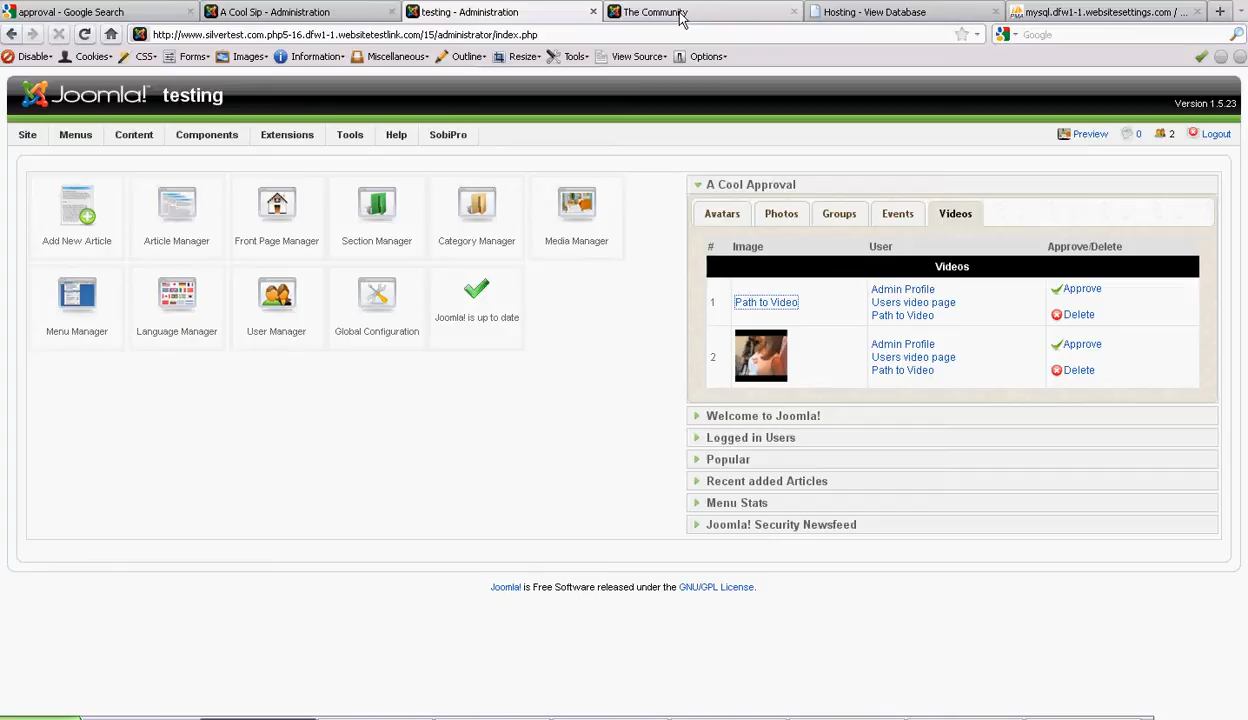 approval - Google Search
A Cool Sip - Administration
testing - Administration
The Community
Hosting - View Database
mysql.dfw1-1.websitesettings.com / ...
http://www.silvertest.com.php5-16.dfw1-1.websitetestlink.com/15/administrator/index.php
Google
Disable
Cookies
CSS
Forms
Images
Information
Miscellaneous
Outline
Resize
Tools
View Source
Options
Joomla! testing
Version 1.5.23
Site Menus Content Components Extensions Tools Help SobiPro
Preview 0 2 Logout
Add New Article
Article Manager
Front Page Manager
Section Manager
Category Manager
Media Manager
Menu Manager
Language Manager
User Manager
Global Configuration
Joomla! is up to date
A Cool Approval
Avatars Photos Groups Events Videos
# Image User Approve/Delete
Videos
1 Path to Video
Admin Profile
Users video page
Path to Video
Approve
Delete
2
Admin Profile
Users video page
Path to Video
Approve
Delete
Welcome to Joomla!
Logged in Users
Popular
Recent added Articles
Menu Stats
Joomla! Security Newsfeed
Joomla! is Free Software released under the GNU/GPL License.